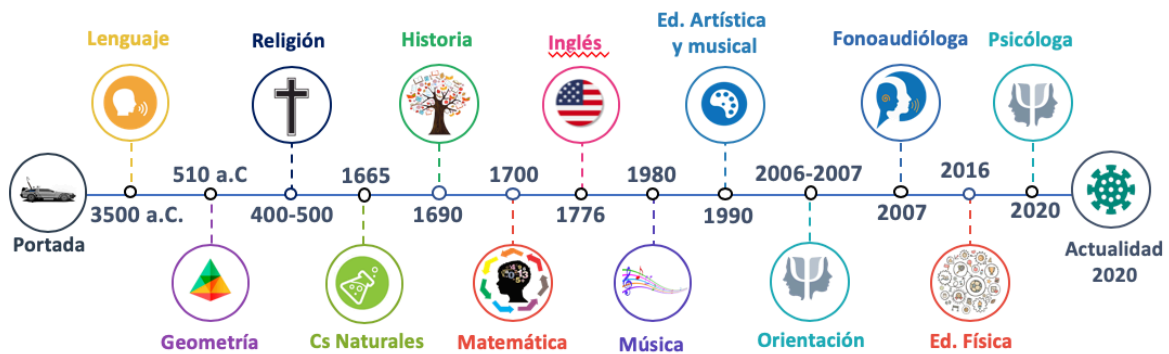 Lenguaje
Religión
Historia
Inglés
Ed. Artística
y musical
Fonoaudióloga
Psicóloga
510 a.C
1665
1700
1980
2006-2007
2016
3500 a.C.
400-500
1690
1776
1990
2007
2020
Portada
Actualidad
2020
Geometría
Cs Naturales
Matemática
Música
Orientación
Ed. Física